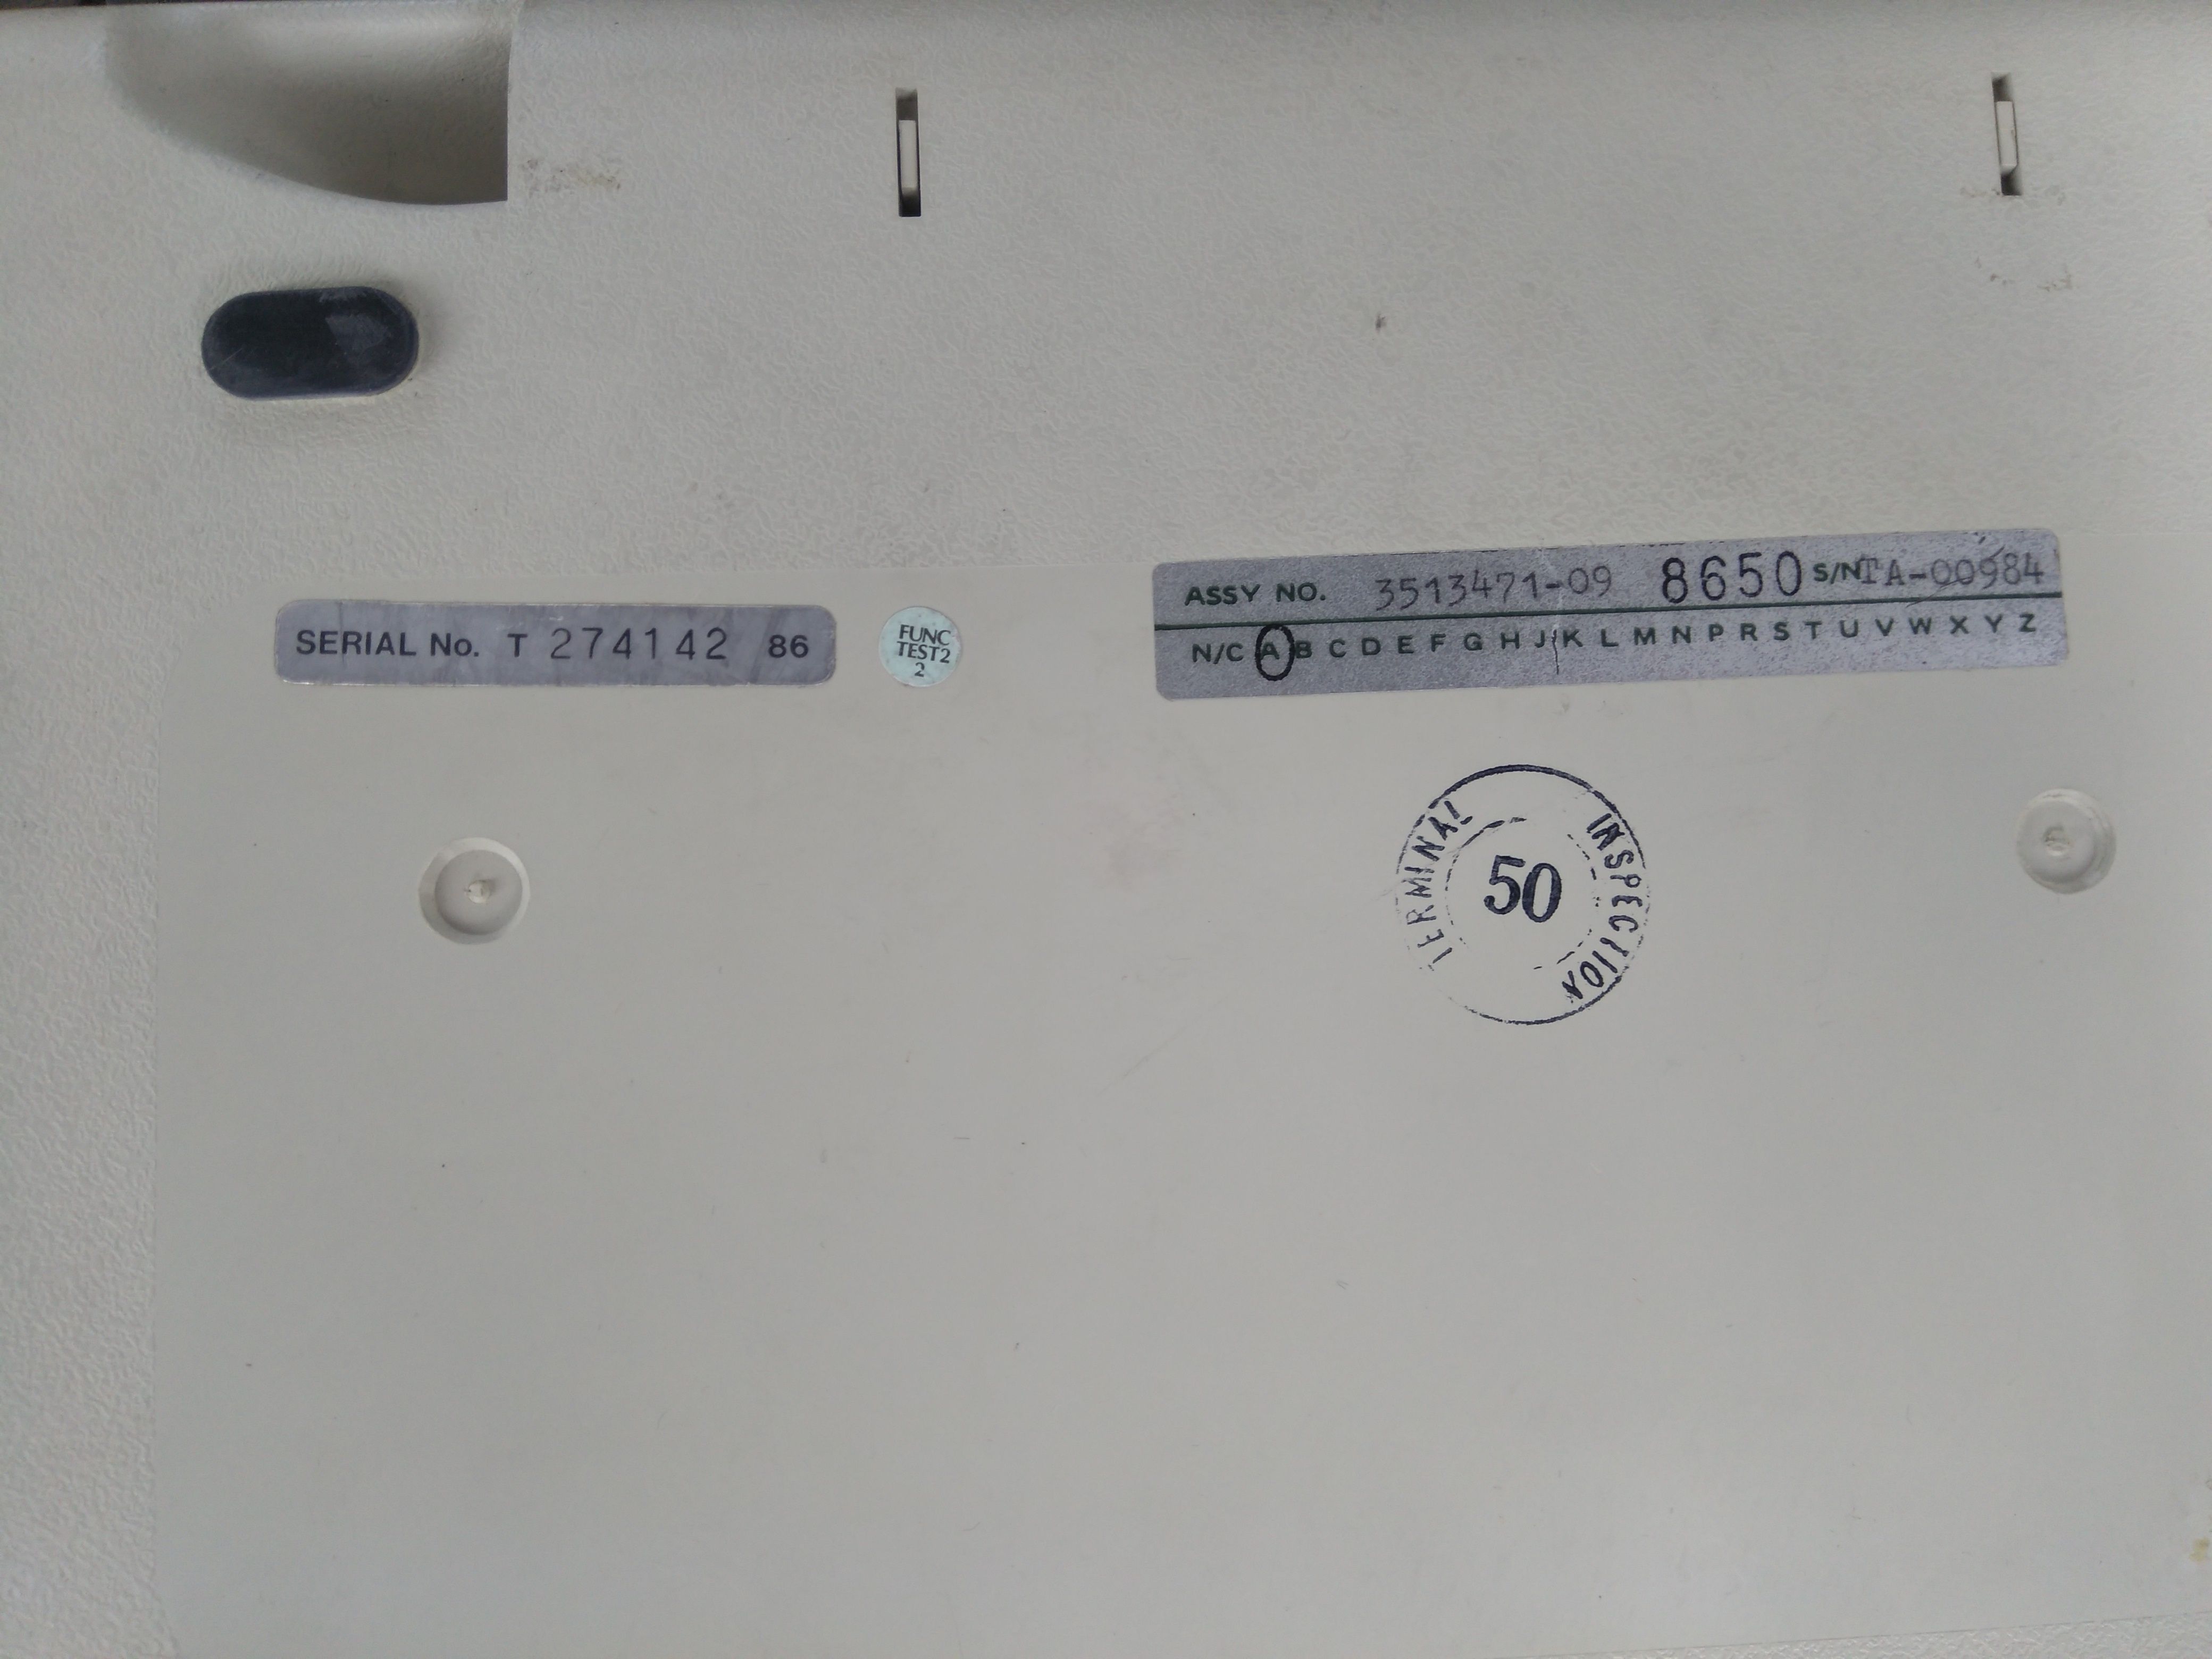 SERIAL No. T 274142 86
FUNC
TEST2
2
ASSY NO. 3513471-09 8650 S/N TA-00984
N/C A B C D E F G H J K L M N P R S T U V W X Y Z
TERMINAL INSPECTION
50